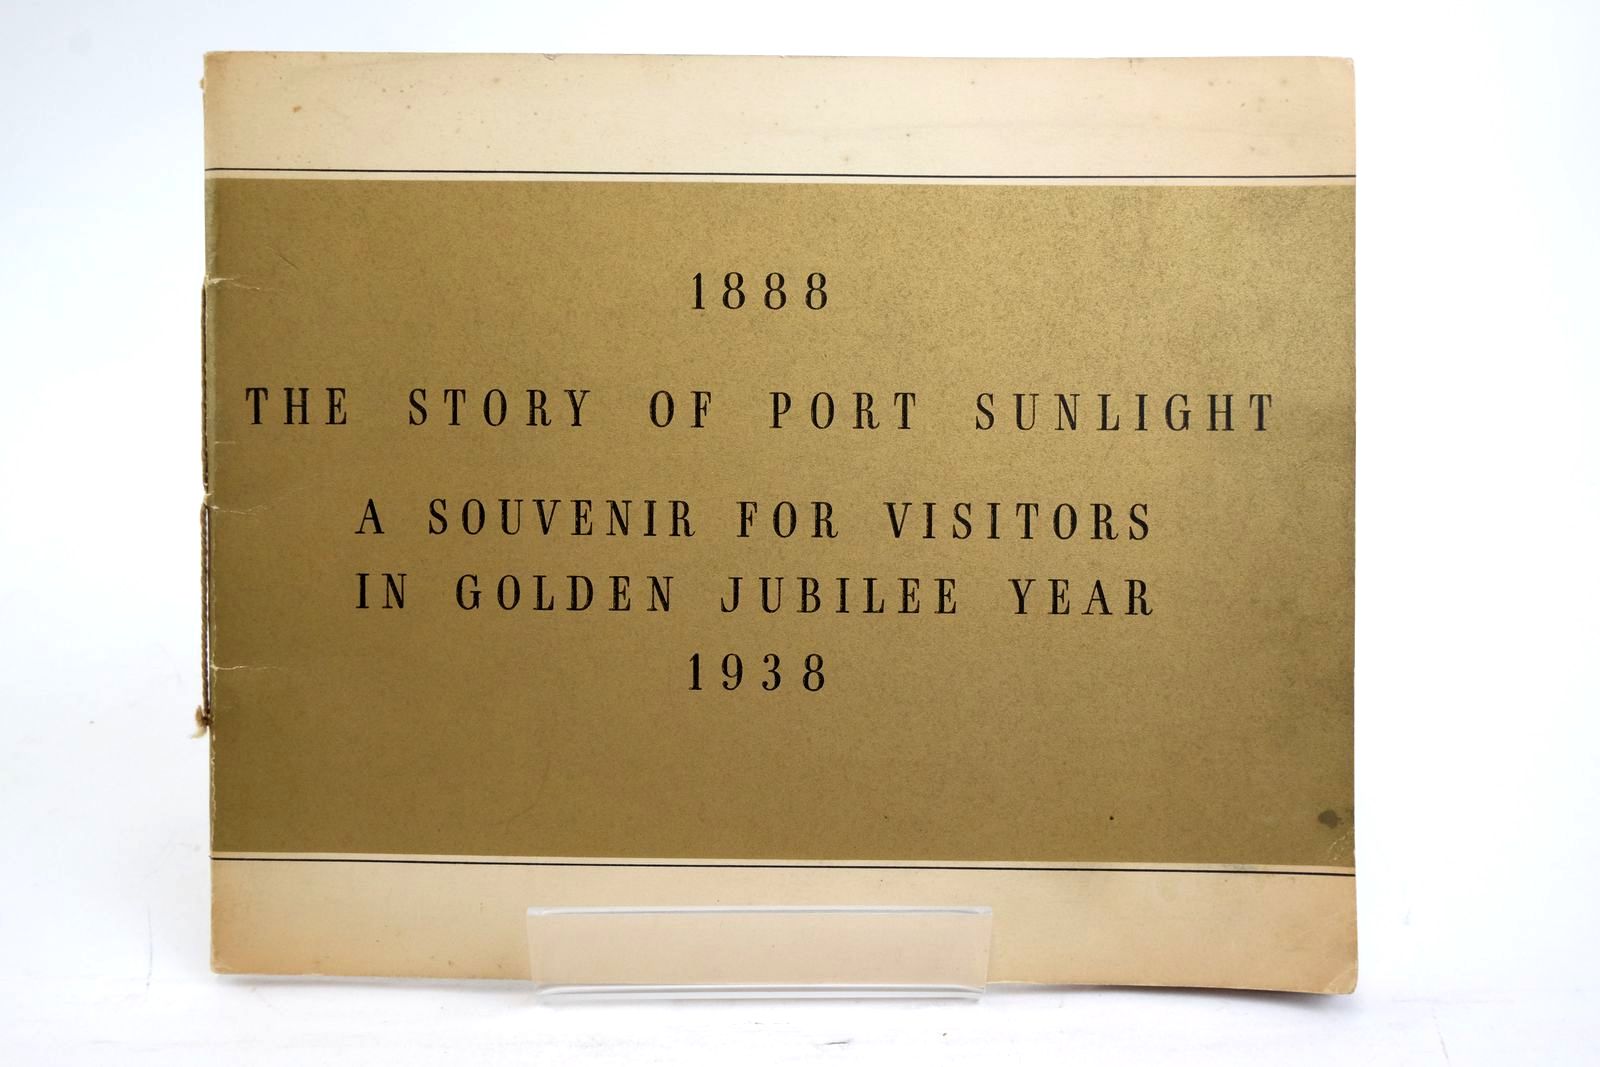 1888
THE STORY OF PORT SUNLIGHT
A SOUVENIR FOR VISITORS
IN GOLDEN JUBILEE YEAR
1938